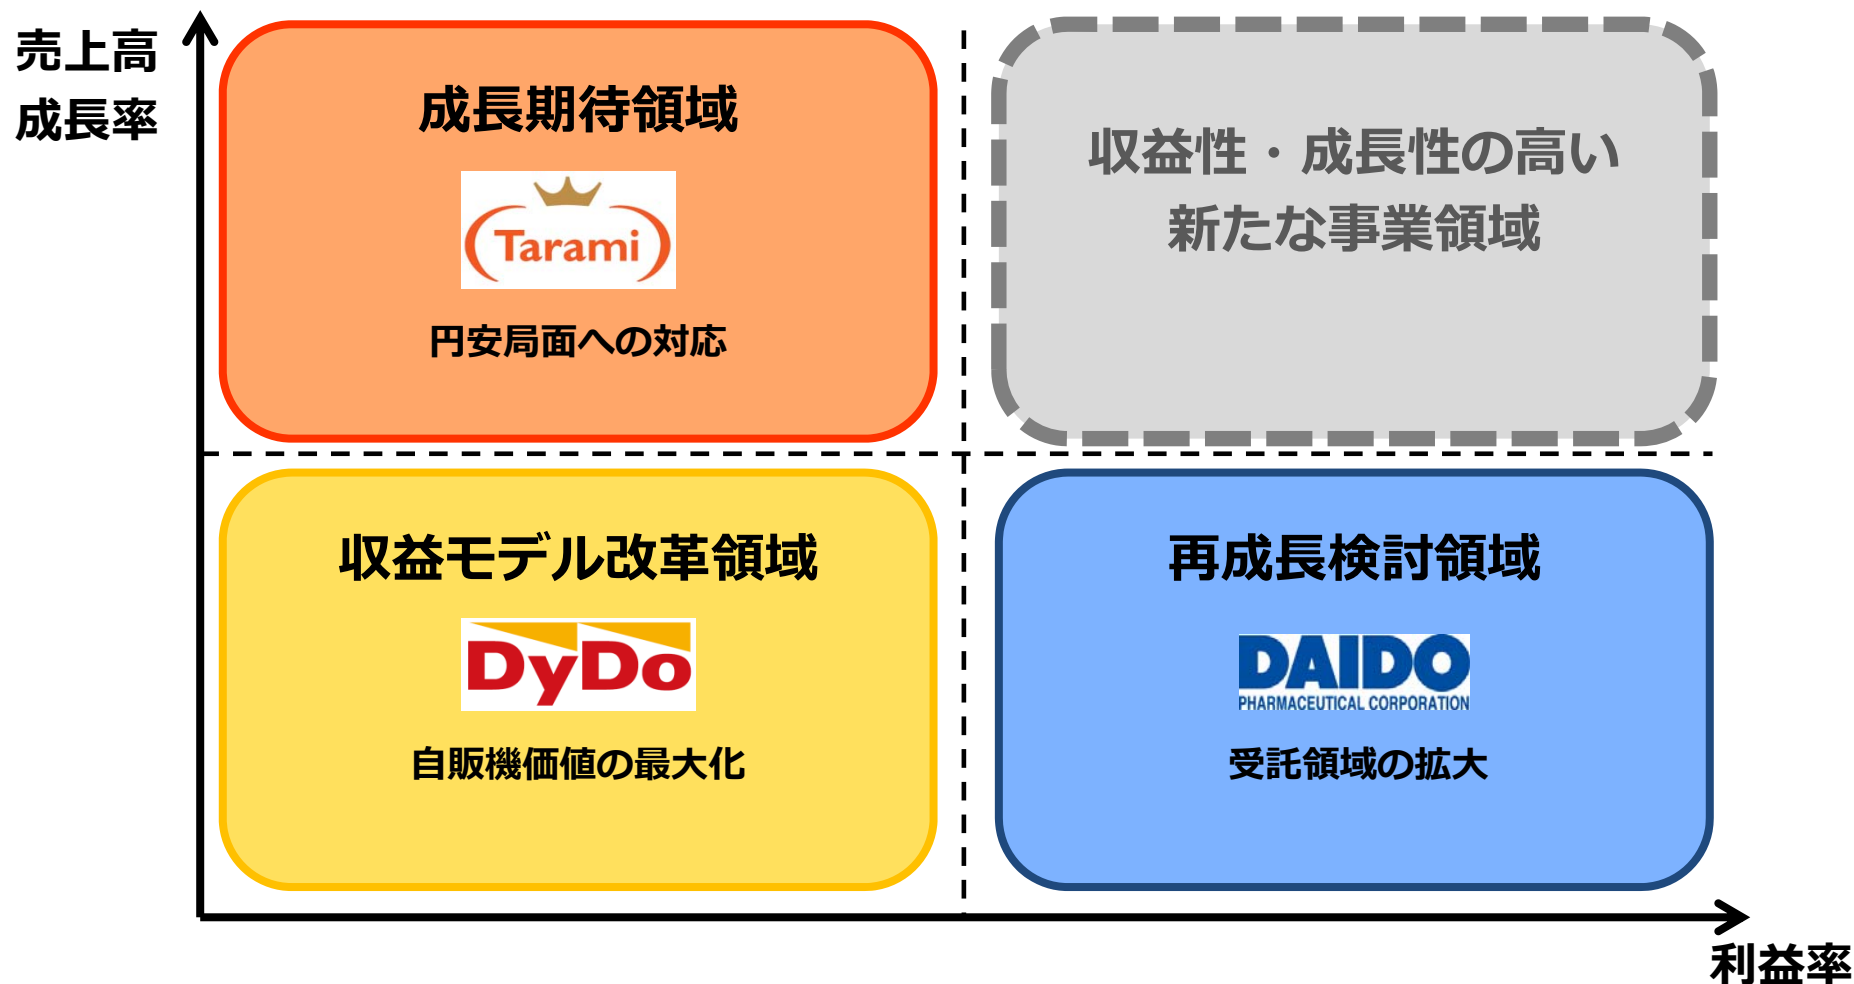 売上高
成長率
成長期待領域
Tarami
円安局面への対応
収益性・成長性の高い
新たな事業領域
収益モデル改革領域
DyDo
自販機価値の最大化
再成長検討領域
DAIDO
PHARMACEUTICAL CORPORATION
受託領域の拡大
利益率